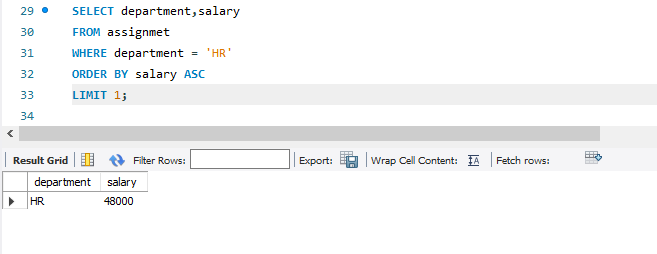 29 SELECT department,salary
30 FROM assignmet
31 WHERE department = 'HR'
32 ORDER BY salary ASC
33 LIMIT 1;
34
Result Grid Filter Rows: Export: Wrap Cell Content: Fetch rows:
department salary
HR 48000